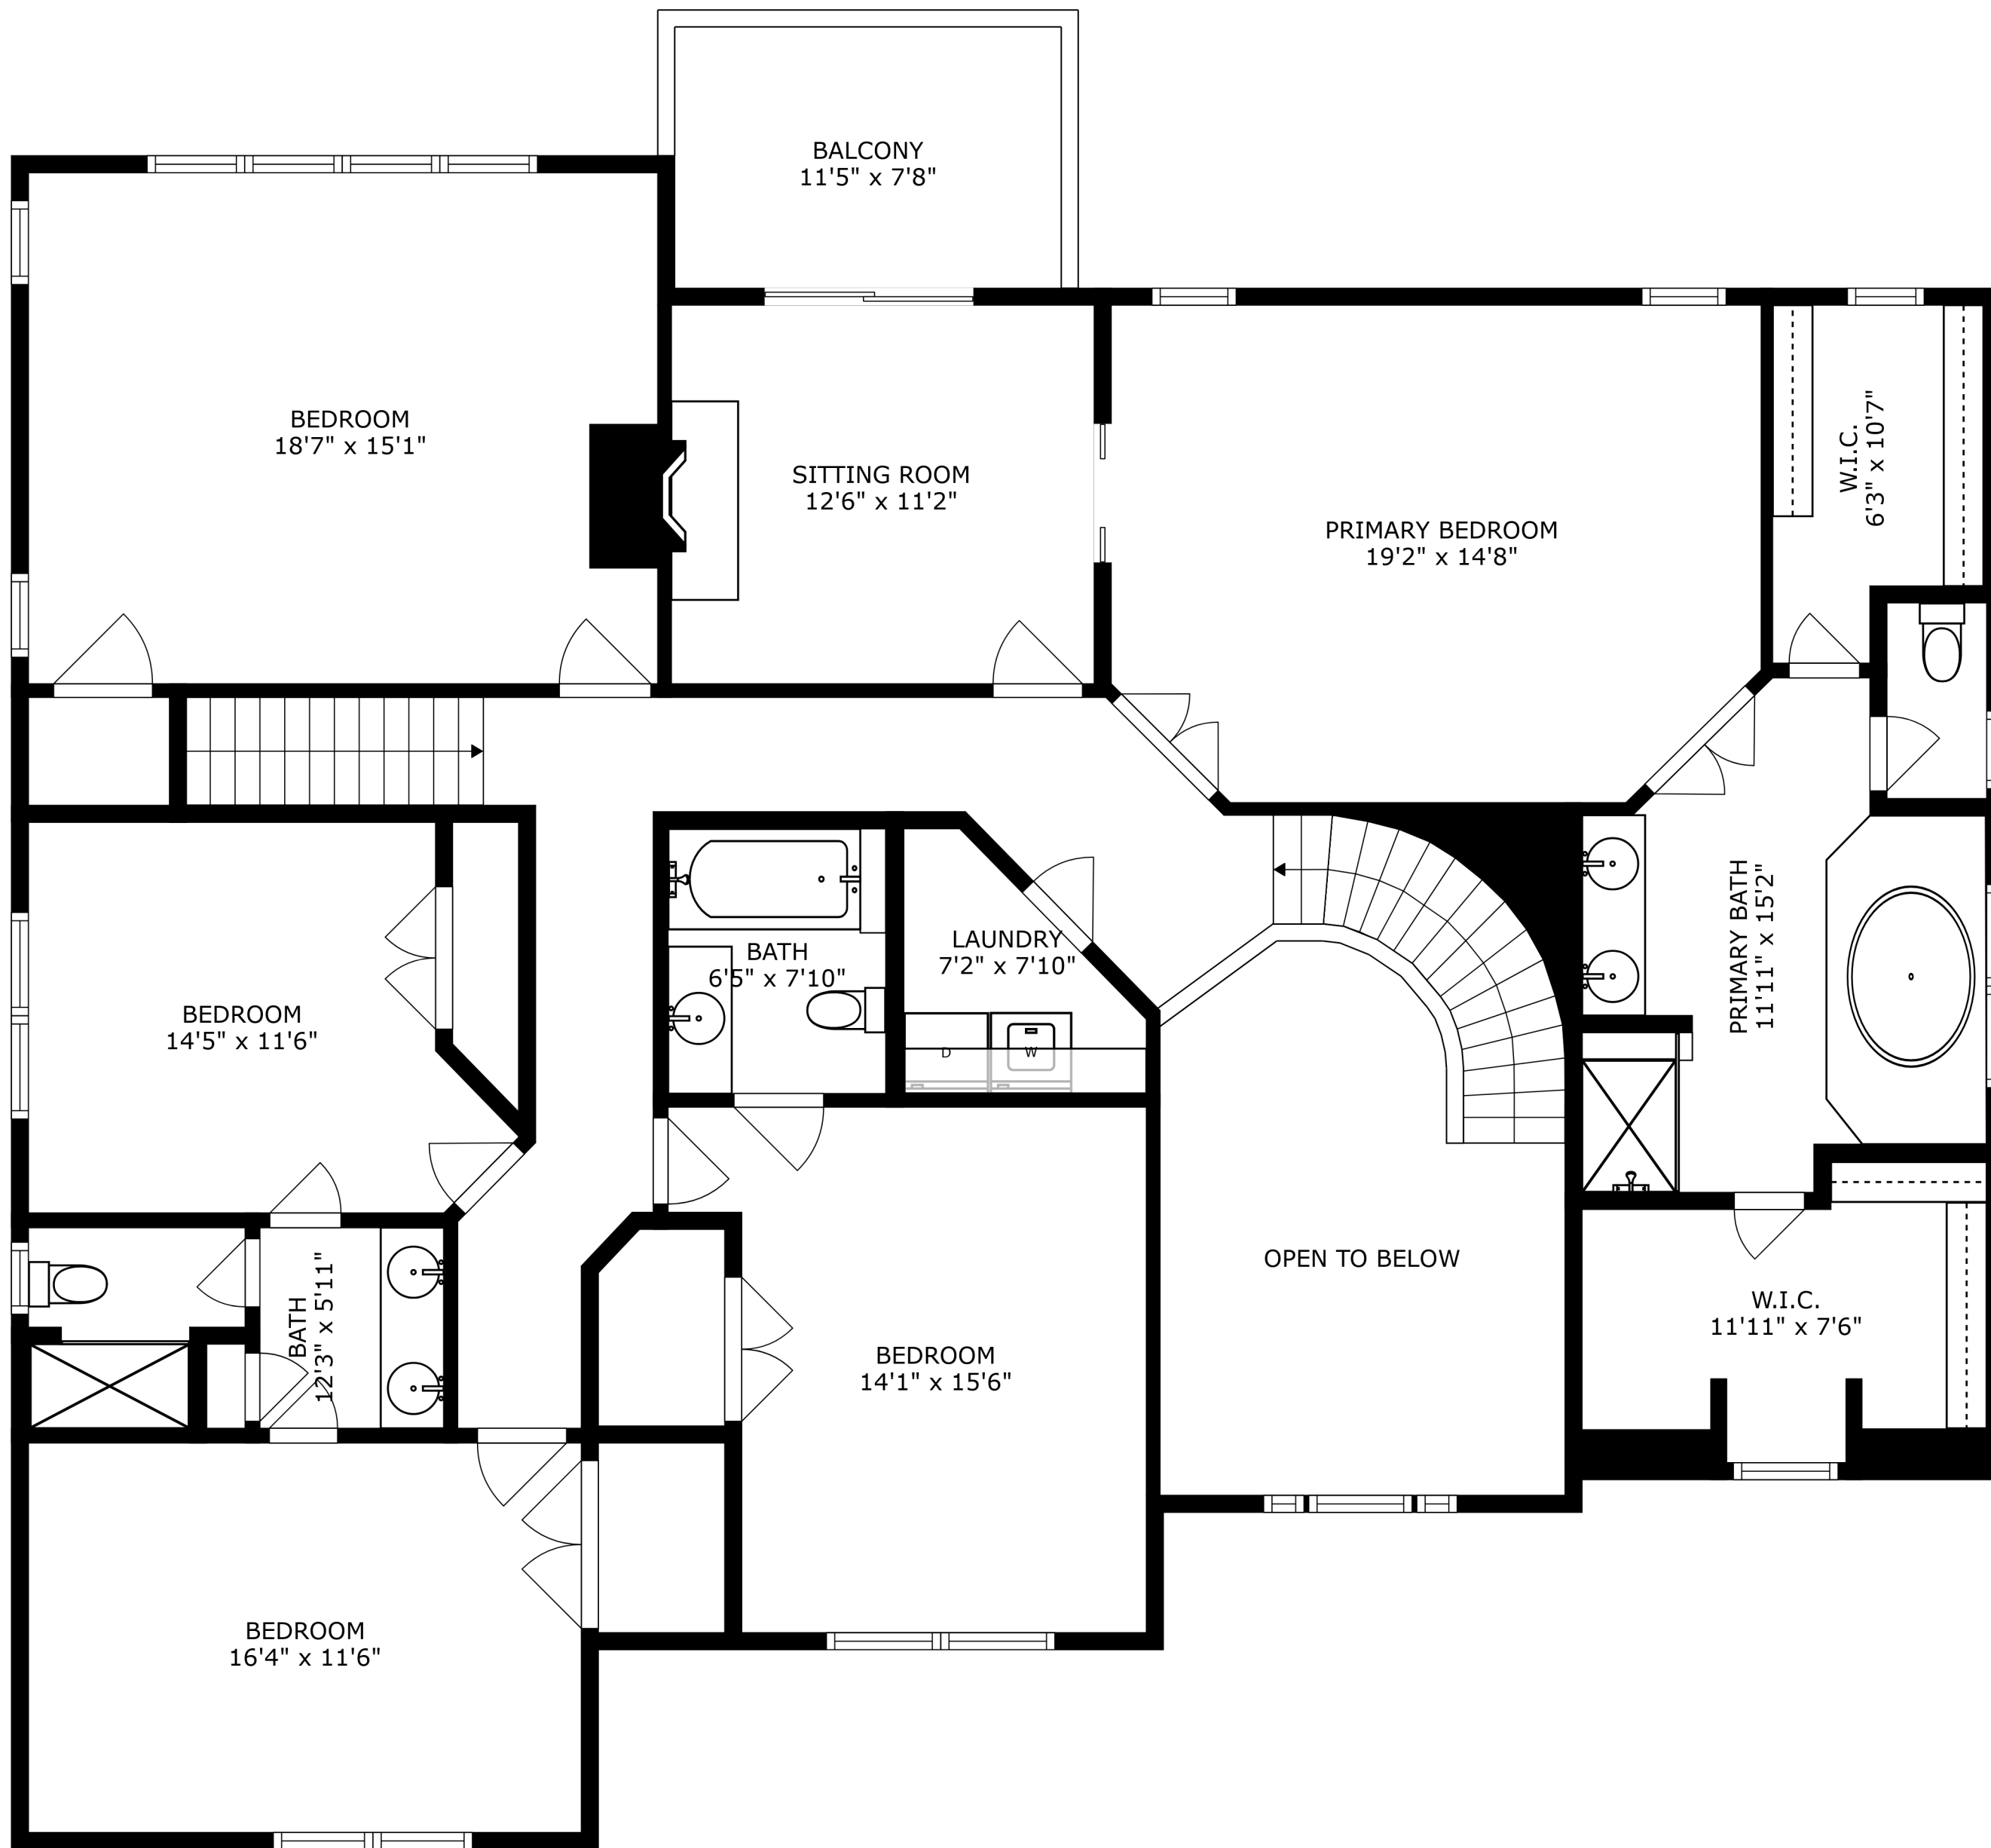 BALCONY
11'5" x 7'8"
BEDROOM
18'7" x 15'1"
SITTING ROOM
12'6" x 11'2"
PRIMARY BEDROOM
19'2" x 14'8"
W.I.C.
6'3" x 10'7"
BEDROOM
14'5" x 11'6"
BATH
6'5" x 7'10"
LAUNDRY
7'2" x 7'10"
D
W
PRIMARY BATH
11'11" x 15'2"
OPEN TO BELOW
BATH
12'3" x 5'11"
BEDROOM
14'1" x 15'6"
W.I.C.
11'11" x 7'6"
BEDROOM
16'4" x 11'6"